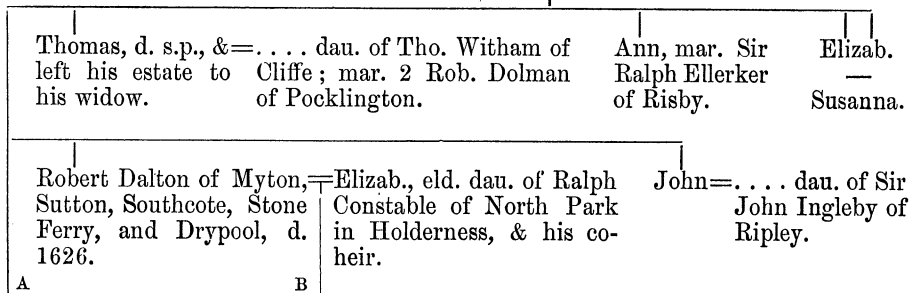 Thomas, d. s.p., &=. . . . dau. of Tho. Witham of
left his estate to Cliffe; mar. 2 Rob. Dolman
his widow. of Pocklington.
Ann, mar. Sir
Ralph Ellerker
of Risby.
Elizab.
—
Susanna.
Robert Dalton of Myton,=Elizab., eld. dau. of Ralph
Sutton, Southcote, Stone Constable of North Park
Ferry, and Drypool, d. in Holderness, & his co-
1626. heir.
John=. . . . dau. of Sir
John Ingleby of
Ripley.
A B